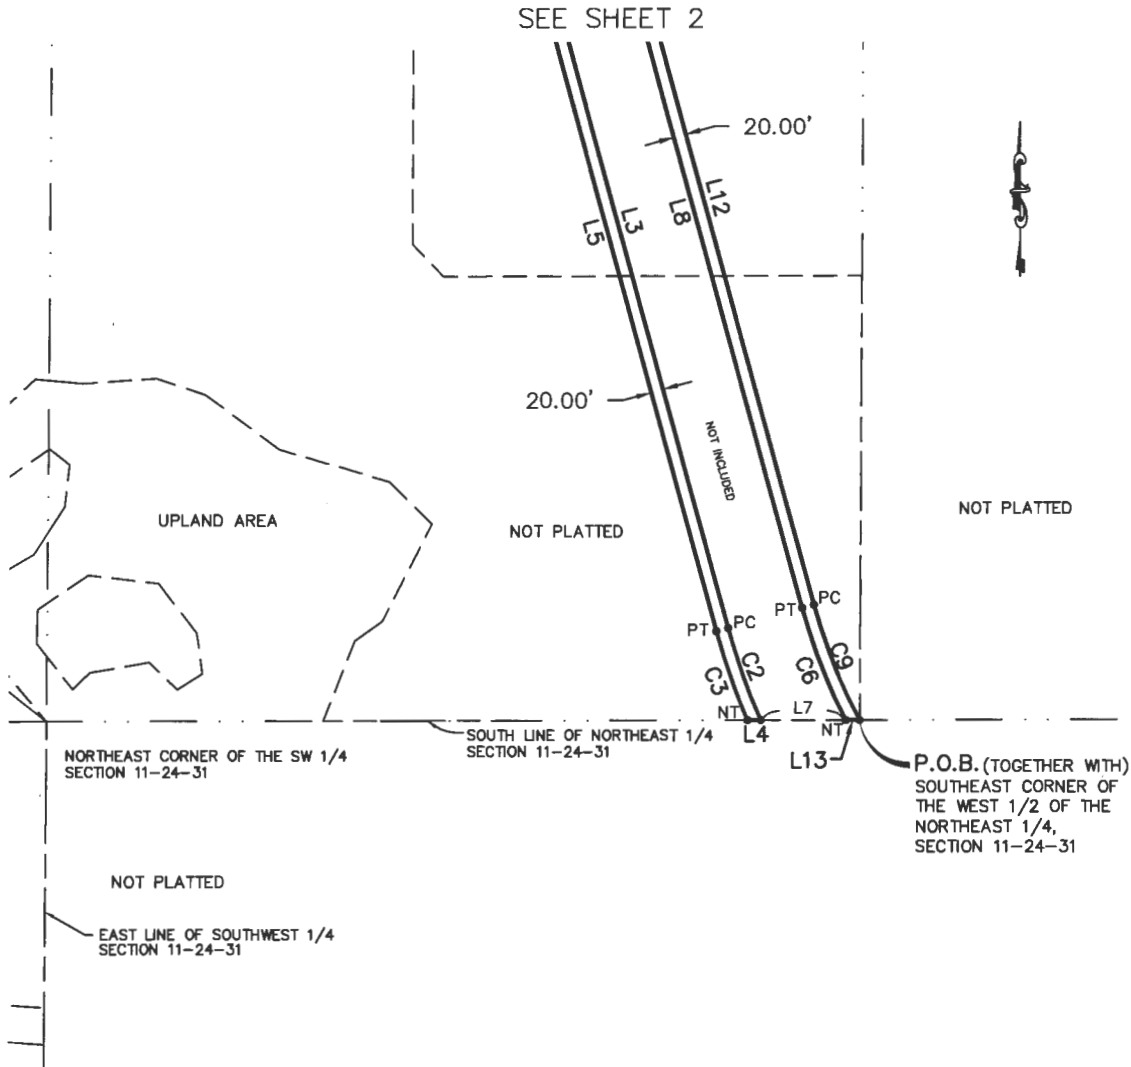 SEE SHEET 2
20.00'
L12
L8
L3
L5
20.00'
NOT INCLUDED
UPLAND AREA
NOT PLATTED
NOT PLATTED
PT
PC
PT
PC
C9
C6
C2
C3
NT
L4
L7
NT
L13
SOUTH LINE OF NORTHEAST 1/4
SECTION 11-24-31
NORTHEAST CORNER OF THE SW 1/4
SECTION 11-24-31
P.O.B. (TOGETHER WITH)
SOUTHEAST CORNER OF
THE WEST 1/2 OF THE
NORTHEAST 1/4,
SECTION 11-24-31
NOT PLATTED
EAST LINE OF SOUTHWEST 1/4
SECTION 11-24-31